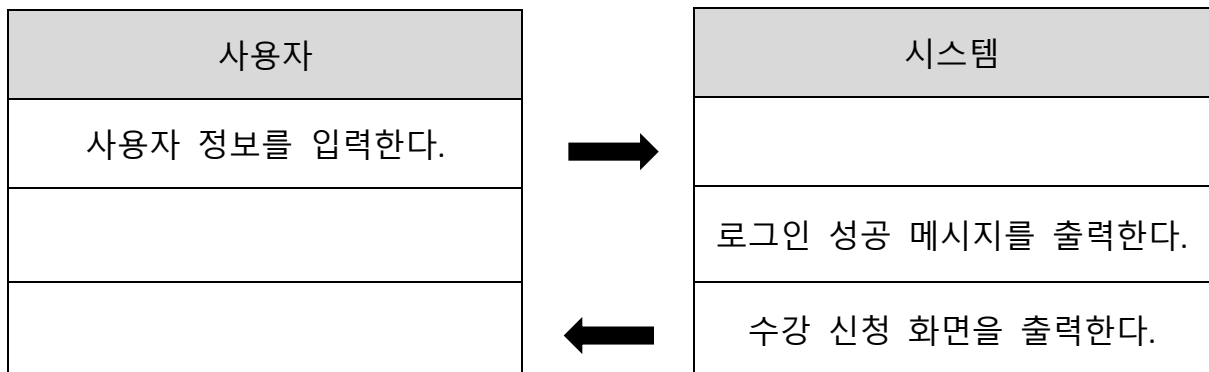 사용자
시스템
사용자 정보를 입력한다.
로그인 성공 메시지를 출력한다.
수강 신청 화면을 출력한다.